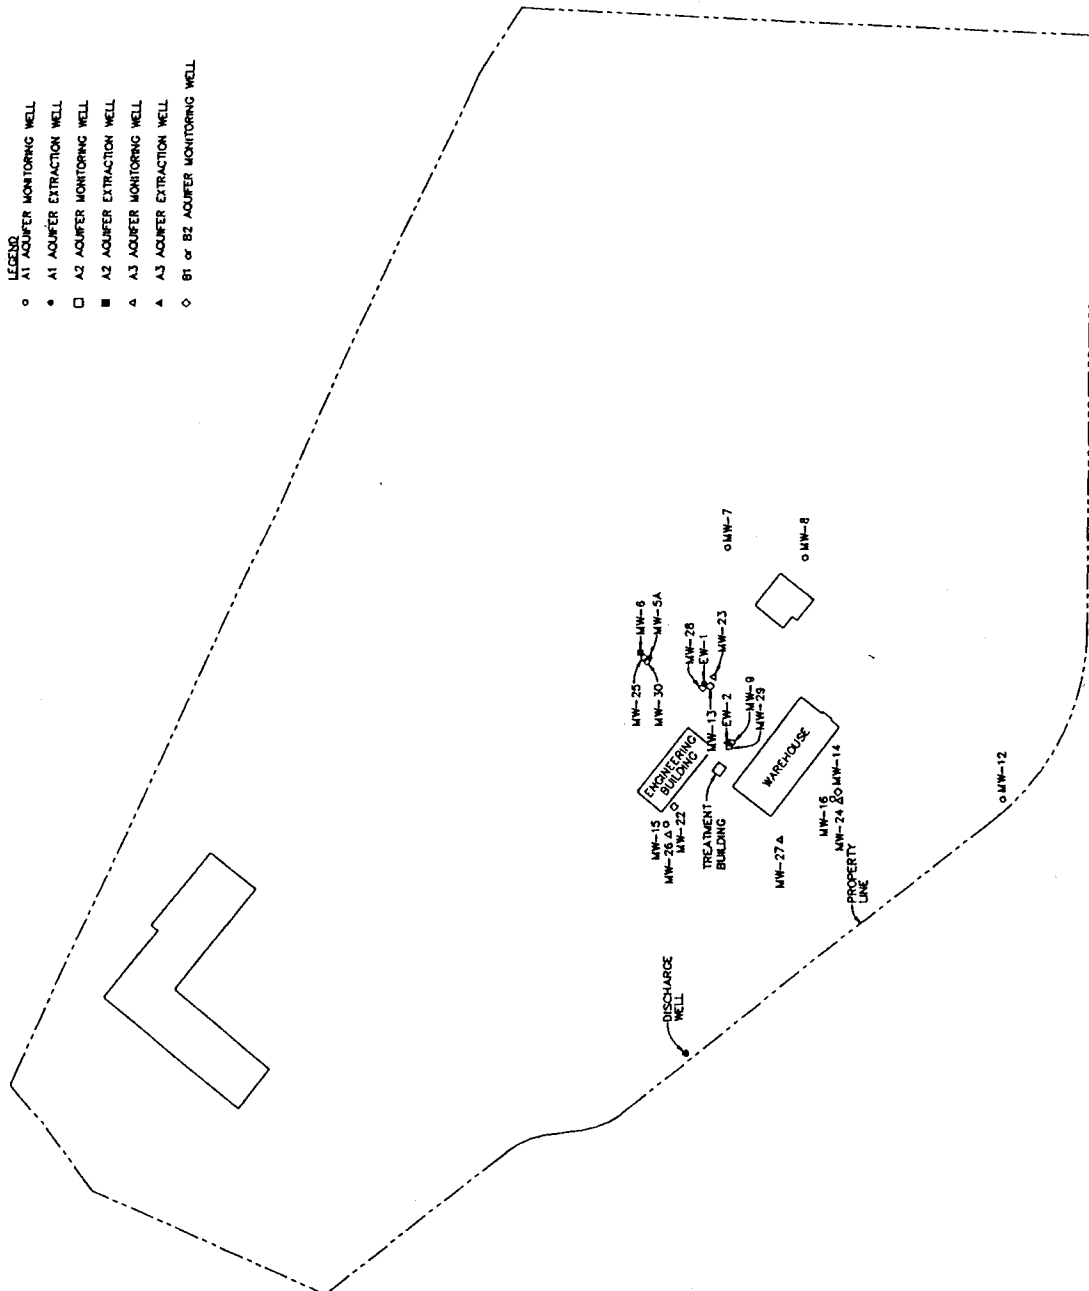 LEGEND
○ A1 AQUIFER MONITORING WELL
● A1 AQUIFER EXTRACTION WELL
□ A2 AQUIFER MONITORING WELL
■ A2 AQUIFER EXTRACTION WELL
△ A3 AQUIFER MONITORING WELL
▲ A3 AQUIFER EXTRACTION WELL
◇ B1 or B2 AQUIFER MONITORING WELL
MW-7
MW-8
MW-6
MW-5A
MW-25
MW-30
MW-28
EW-1
MW-23
MW-13
EW-2
MW-9
MW-29
ENGINEERING
BUILDING
WAREHOUSE
MW-15
MW-26
MW-22
TREATMENT
BUILDING
MW-16
MW-24
MW-14
MW-27
MW-12
PROPERTY
LINE
DISCHARGE
WELL